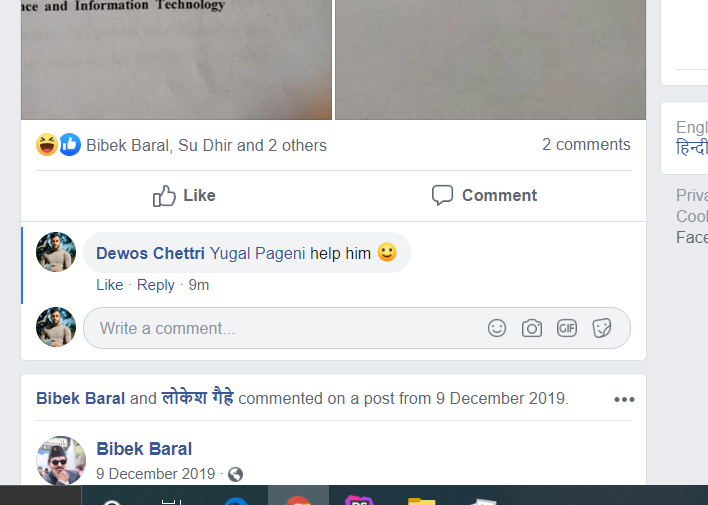 nce and Information Technology
Bibek Baral, Su Dhir and 2 others
2 comments
Like
Comment
Dewos Chettri Yugal Pageni help him
Like · Reply · 9m
Write a comment...
GIF
Bibek Baral and लोकेश गैह्रे commented on a post from 9 December 2019.
Bibek Baral
9 December 2019 ·
Engl
हिन्दी
Priva
Cool
Face